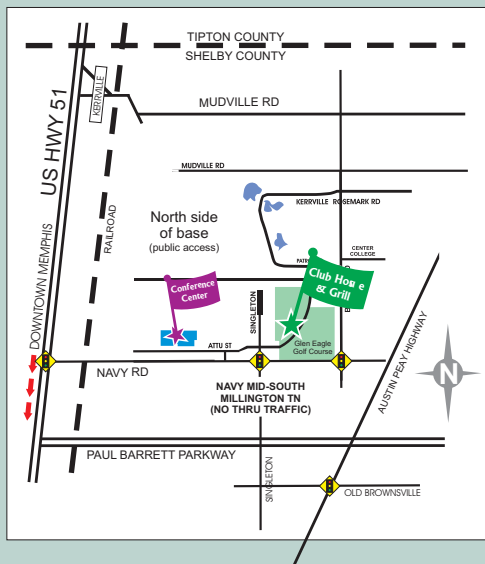 TIPTON COUNTY
SHELBY COUNTY
KERRVILLE
MUDVILLE RD
US HWY 51
MUDVILLE RD
RAILROAD
KERRVILLE ROSEMARK RD
North side
of base
(public access)
CENTER
COLLEGE
DOWNTOWN MEMPHIS
Conference
Center
Club Ho e
& Grill
SINGLETON
ATTU ST
Glen Eagle
Golf Course
NAVY RD
AUSTIN PEAY HIGHWAY
N
NAVY MID-SOUTH
MILLINGTON TN
(NO THRU TRAFFIC)
PAUL BARRETT PARKWAY
SINGLETON
OLD BROWNSVILLE